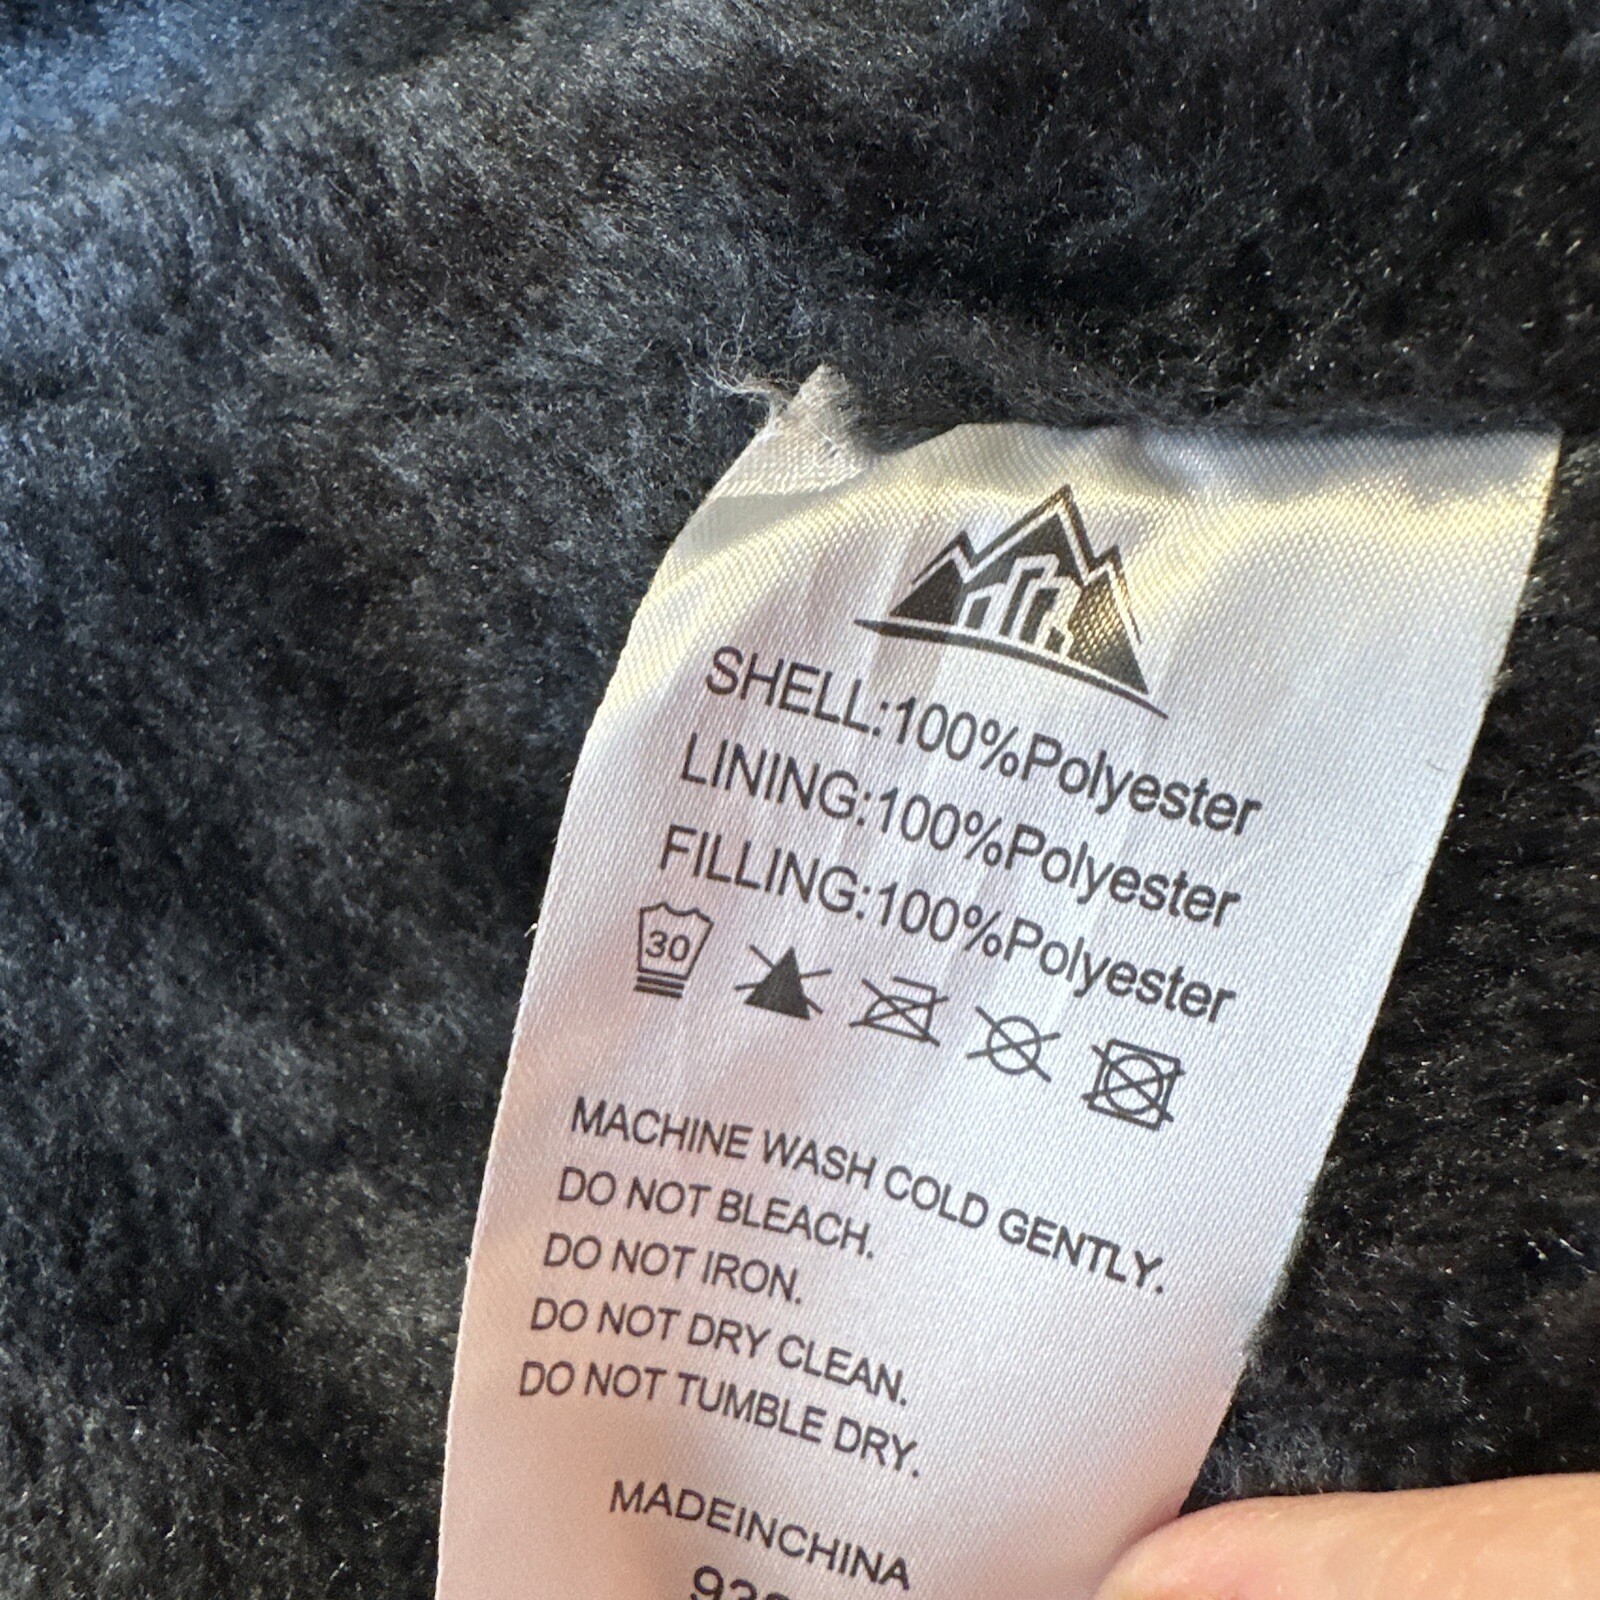 SHELL:100%Polyester
LINING:100%Polyester
FILLING:100%Polyester
30
MACHINE WASH COLD GENTLY.
DO NOT BLEACH.
DO NOT IRON.
DO NOT DRY CLEAN.
DO NOT TUMBLE DRY.
MADEINCHINA